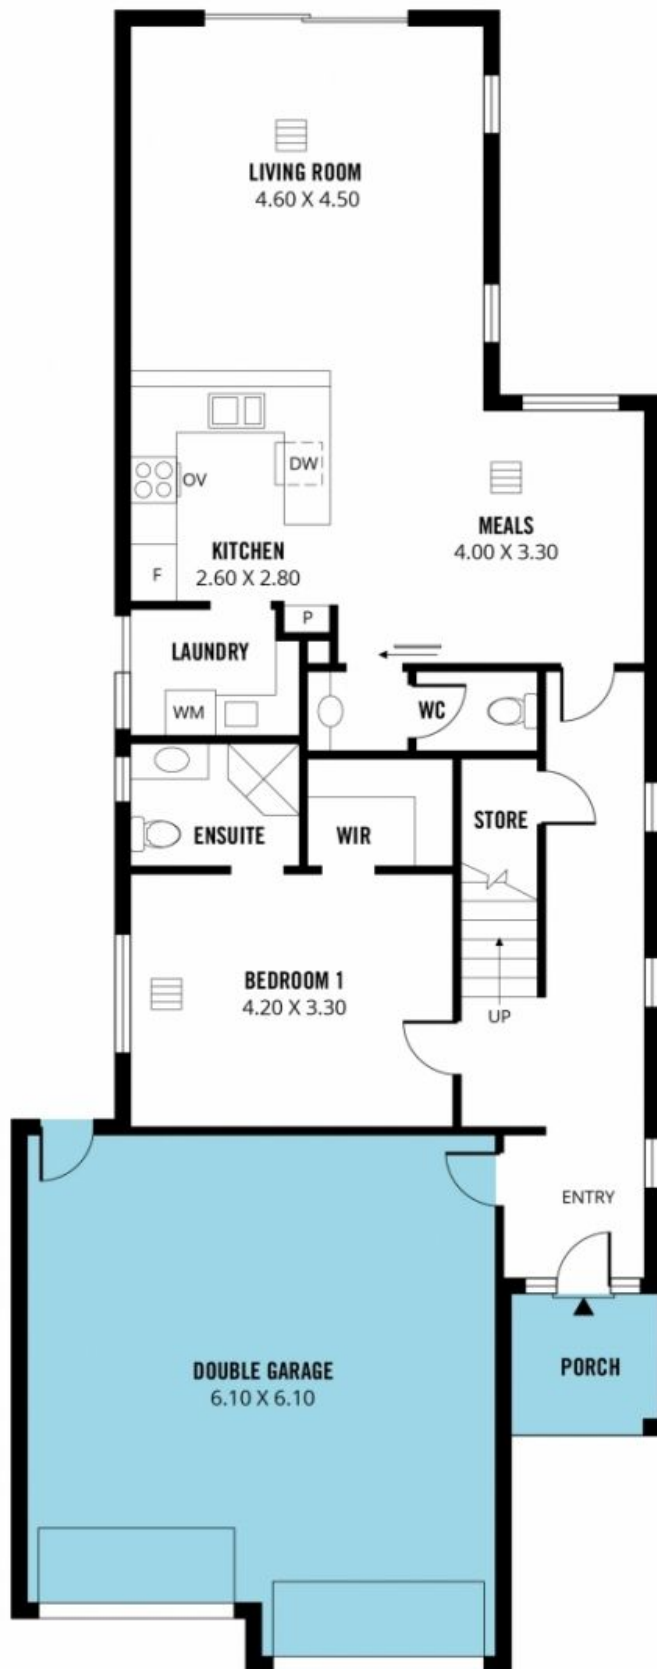 LIVING ROOM
4.60 X 4.50
DW
OV
MEALS
4.00 X 3.30
KITCHEN
2.60 X 2.80
F
P
LAUNDRY
WM
WC
STORE
ENSUITE
WIR
BEDROOM 1
4.20 X 3.30
UP
ENTRY
DOUBLE GARAGE
6.10 X 6.10
PORCH